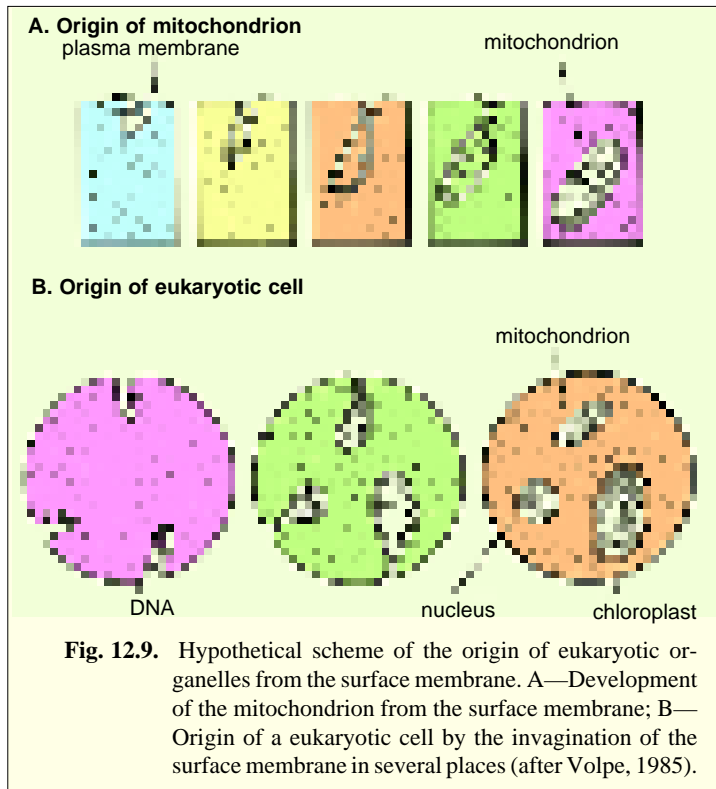 A. Origin of mitochondrion
plasma membrane
mitochondrion
B. Origin of eukaryotic cell
mitochondrion
DNA
nucleus
chloroplast
Fig. 12.9. Hypothetical scheme of the origin of eukaryotic or-
ganelles from the surface membrane. A—Development
of the mitochondrion from the surface membrane; B—
Origin of a eukaryotic cell by the invagination of the
surface membrane in several places (after Volpe, 1985).